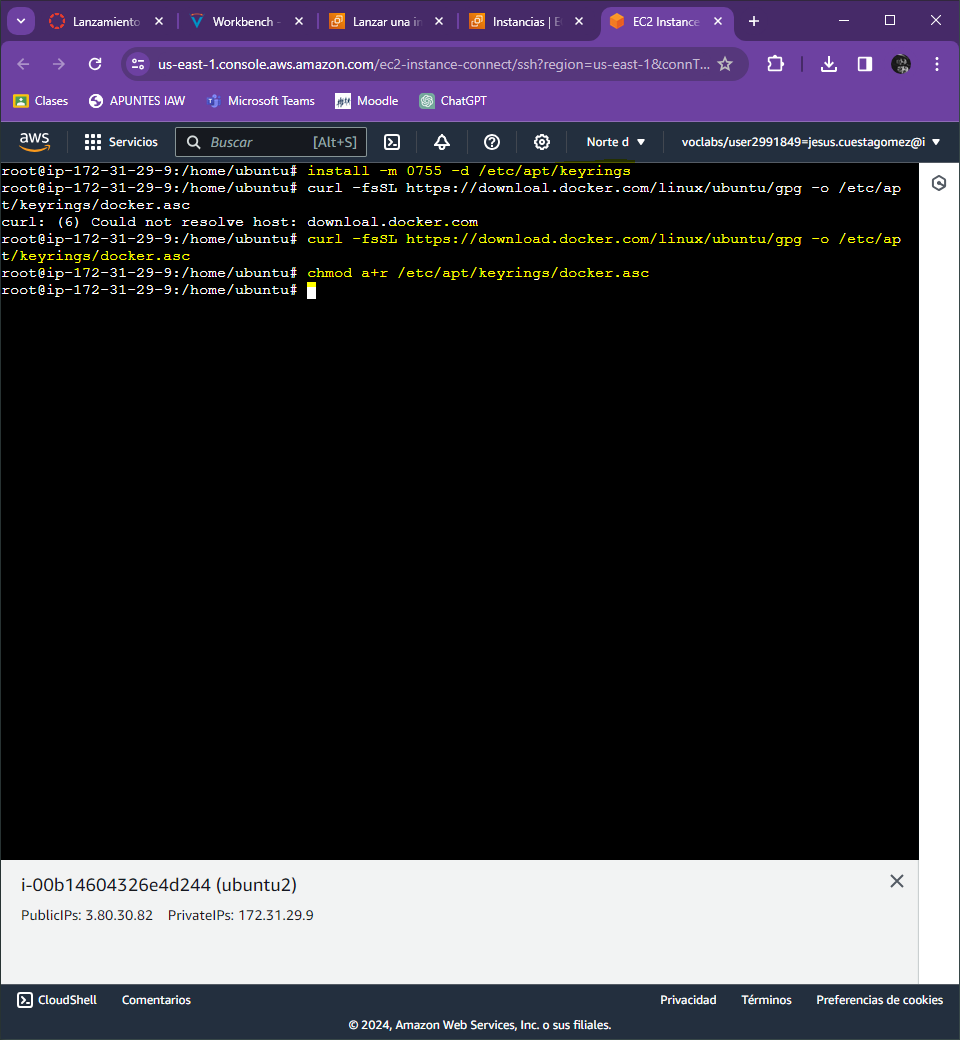 Lanzamiento
Workbench -
Lanzar una in
Instancias | E
EC2 Instance
us-east-1.console.aws.amazon.com/ec2-instance-connect/ssh?region=us-east-1&connT...
Clases
APUNTES IAW
Microsoft Teams
Moodle
ChatGPT
aws
Servicios
Buscar
[Alt+S]
Norte d
voclabs/user2991849=jesus.cuestagomez@i
root@ip-172-31-29-9:/home/ubuntu# install -m 0755 -d /etc/apt/keyrings
root@ip-172-31-29-9:/home/ubuntu# curl -fsSL https://downloal.docker.com/linux/ubuntu/gpg -o /etc/ap
t/keyrings/docker.asc
curl: (6) Could not resolve host: downloal.docker.com
root@ip-172-31-29-9:/home/ubuntu# curl -fsSL https://download.docker.com/linux/ubuntu/gpg -o /etc/ap
t/keyrings/docker.asc
root@ip-172-31-29-9:/home/ubuntu# chmod a+r /etc/apt/keyrings/docker.asc
root@ip-172-31-29-9:/home/ubuntu#
i-00b14604326e4d244 (ubuntu2)
PublicIPs: 3.80.30.82 PrivateIPs: 172.31.29.9
CloudShell
Comentarios
Privacidad
Términos
Preferencias de cookies
© 2024, Amazon Web Services, Inc. o sus filiales.